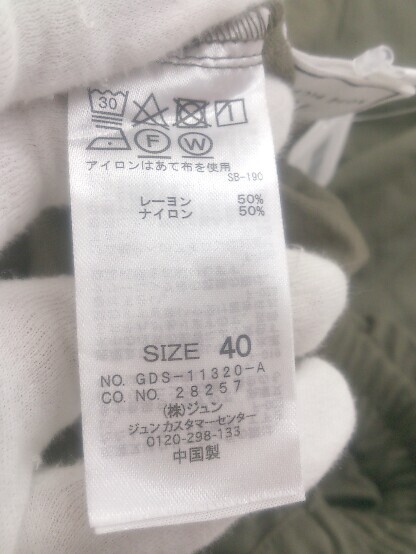 30
F W
アイロンはあて布を使用
SB-190
レーヨン 50%
ナイロン 50%
SIZE 40
NO. GDS-11320-A
CO. NO. 28257
(株)ジュン
ジュンカスタマーセンター
0120-298-133
中国製